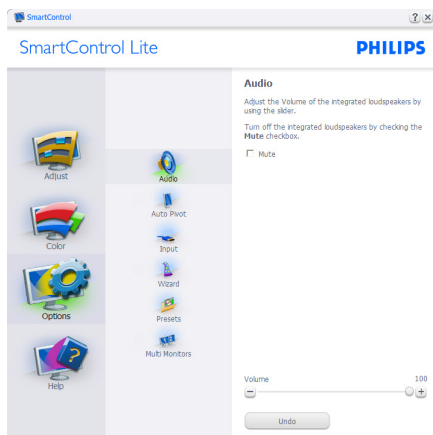 SmartControl
SmartControl Lite
PHILIPS
Adjust
Color
Options
Help
Audio
Auto Pivot
Input
Wizard
Presets
Multi Monitors
Audio
Adjust the Volume of the integrated loudspeakers by
using the slider.
Turn off the integrated loudspeakers by checking the
Mute checkbox.
Mute
Volume 100
Undo